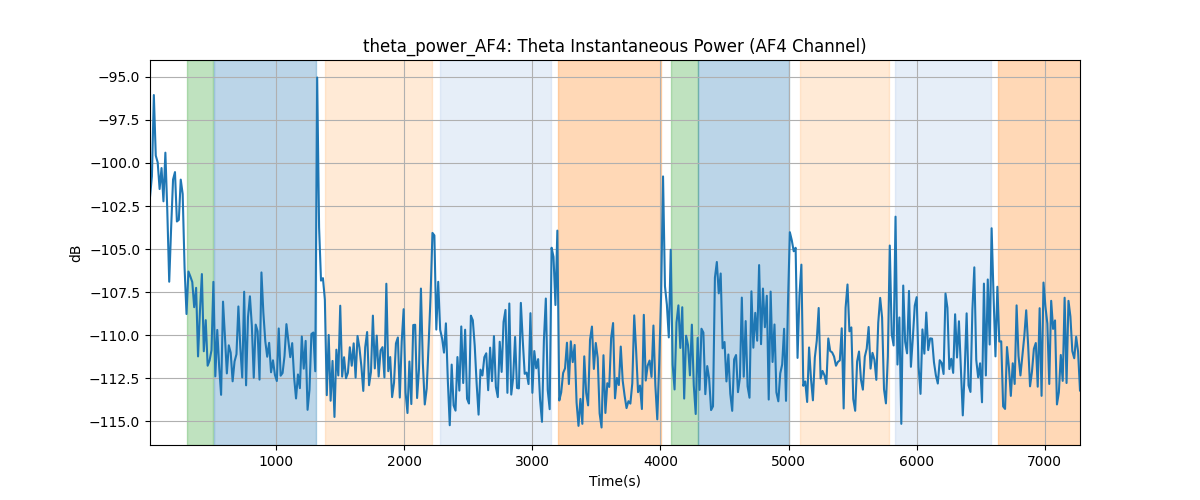 theta_power_AF4: Theta Instantaneous Power (AF4 Channel)
−95.0
−97.5
−100.0
−102.5
−105.0
−107.5
−110.0
−112.5
−115.0
dB
1000 2000 3000 4000 5000 6000 7000
Time(s)